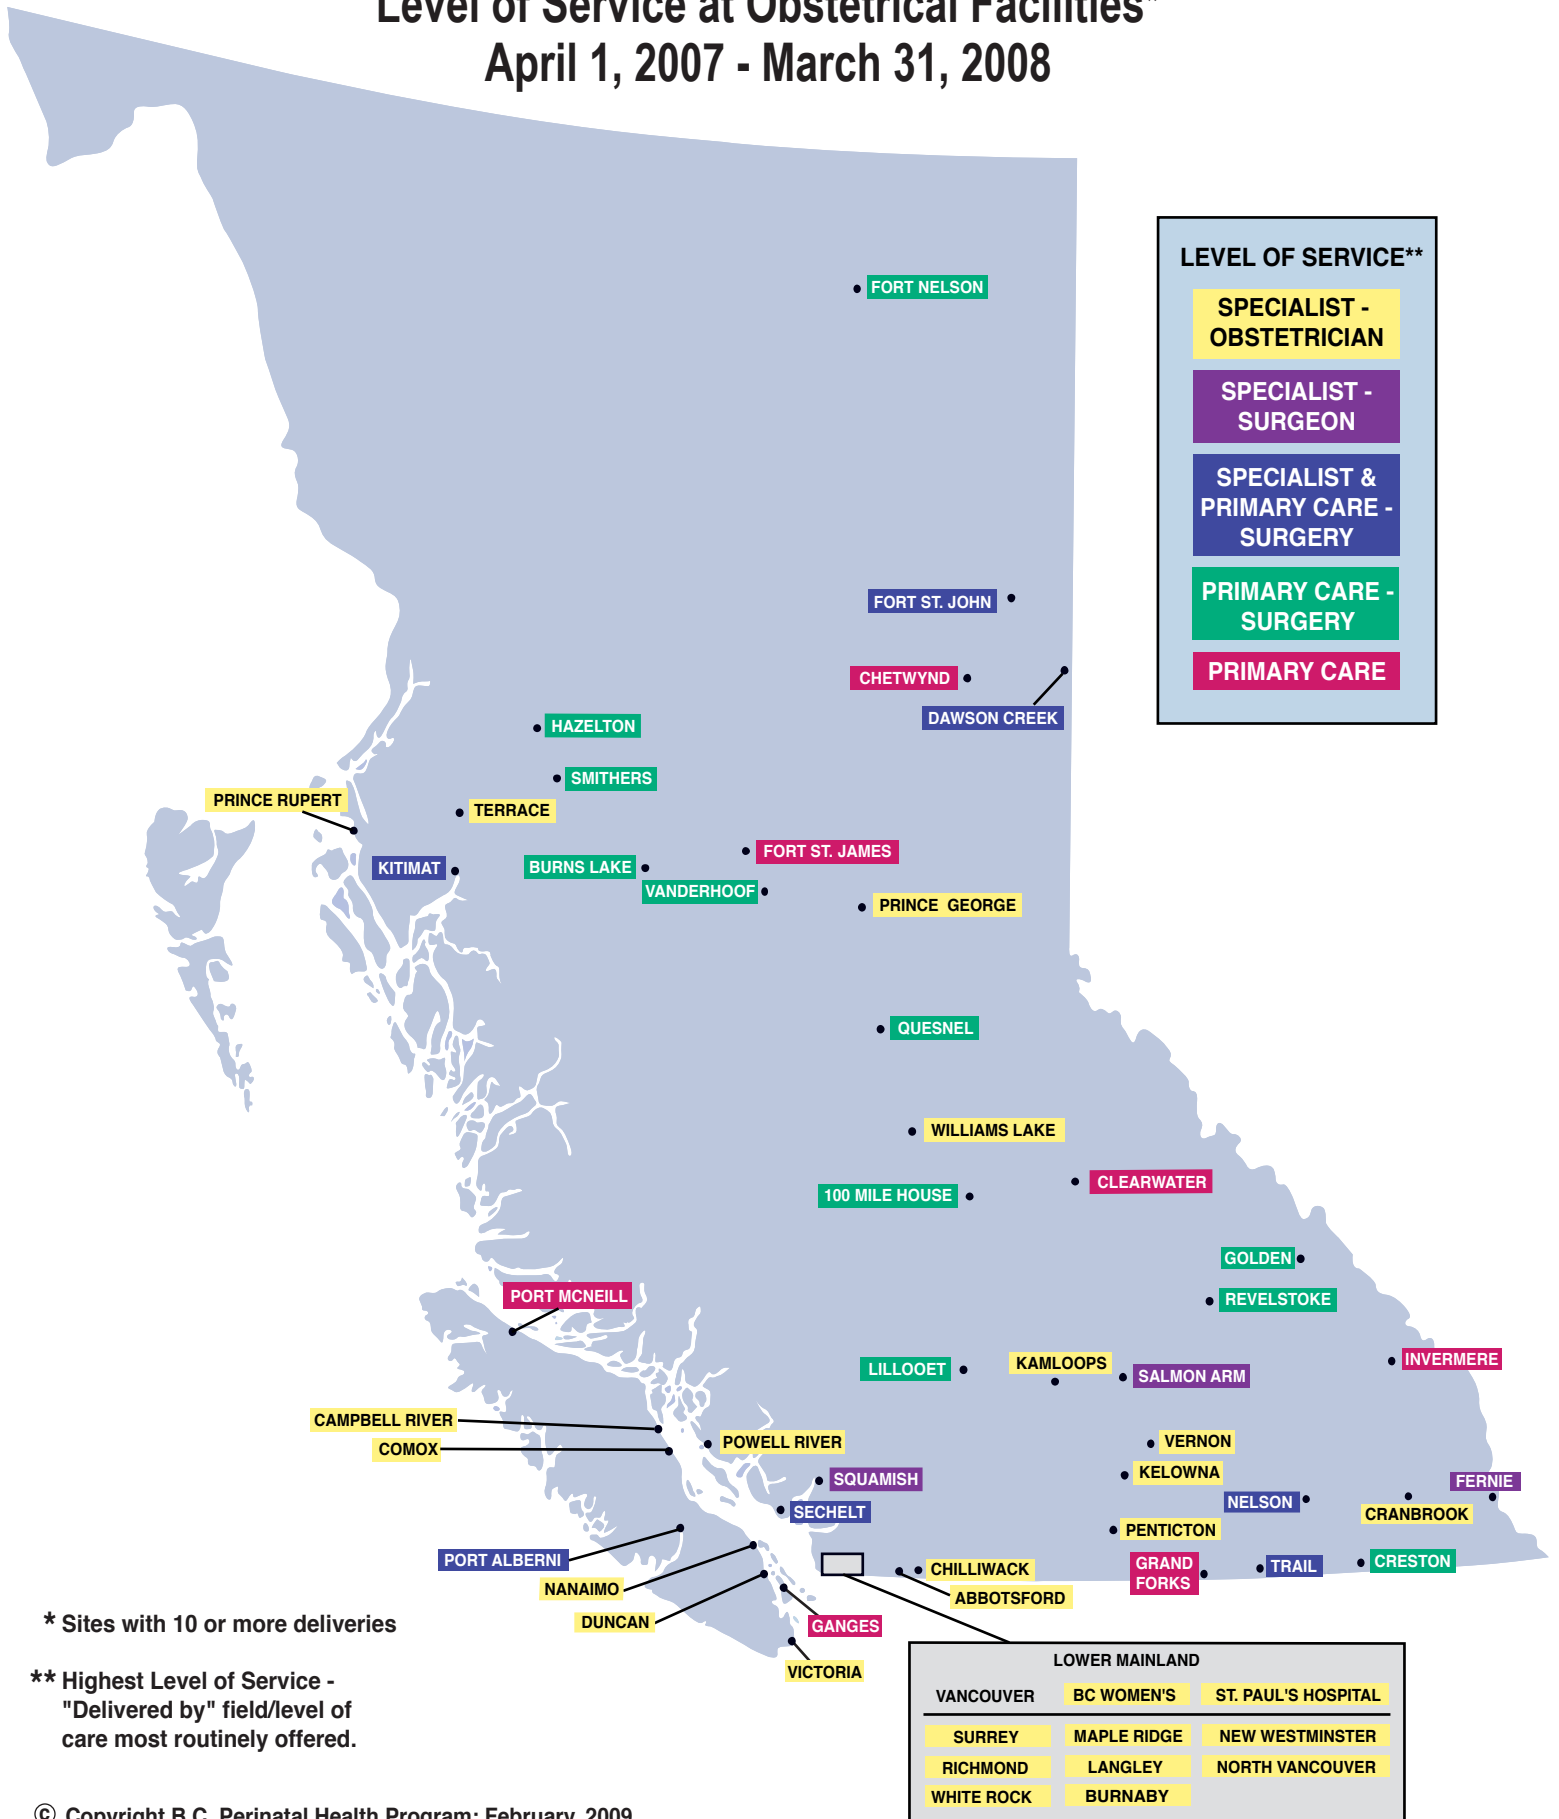 Level of Service at Obstetrical Facilities*
April 1, 2007 - March 31, 2008
LEVEL OF SERVICE**
SPECIALIST -
OBSTETRICIAN
SPECIALIST -
SURGEON
SPECIALIST &
PRIMARY CARE -
SURGERY
PRIMARY CARE -
SURGERY
PRIMARY CARE
FORT NELSON
FORT ST. JOHN
CHETWYND
DAWSON CREEK
HAZELTON
SMITHERS
PRINCE RUPERT
TERRACE
KITIMAT
BURNS LAKE
FORT ST. JAMES
VANDERHOOF
PRINCE GEORGE
QUESNEL
WILLIAMS LAKE
100 MILE HOUSE
CLEARWATER
GOLDEN
REVELSTOKE
PORT MCNEILL
LILLOOET
KAMLOOPS
SALMON ARM
INVERMERE
CAMPBELL RIVER
COMOX
POWELL RIVER
VERNON
KELOWNA
SQUAMISH
SECHELT
NELSON
FERNIE
CRANBROOK
PENTICTON
PORT ALBERNI
NANAIMO
DUNCAN
CHILLIWACK
ABBOTSFORD
GRAND
FORKS
TRAIL
CRESTON
GANGES
VICTORIA
* Sites with 10 or more deliveries
** Highest Level of Service -
"Delivered by" field/level of
care most routinely offered.
LOWER MAINLAND
VANCOUVER BC WOMEN'S ST. PAUL'S HOSPITAL
SURREY MAPLE RIDGE NEW WESTMINSTER
RICHMOND LANGLEY NORTH VANCOUVER
WHITE ROCK BURNABY
© Copyright B.C. Perinatal Health Program; February, 2009